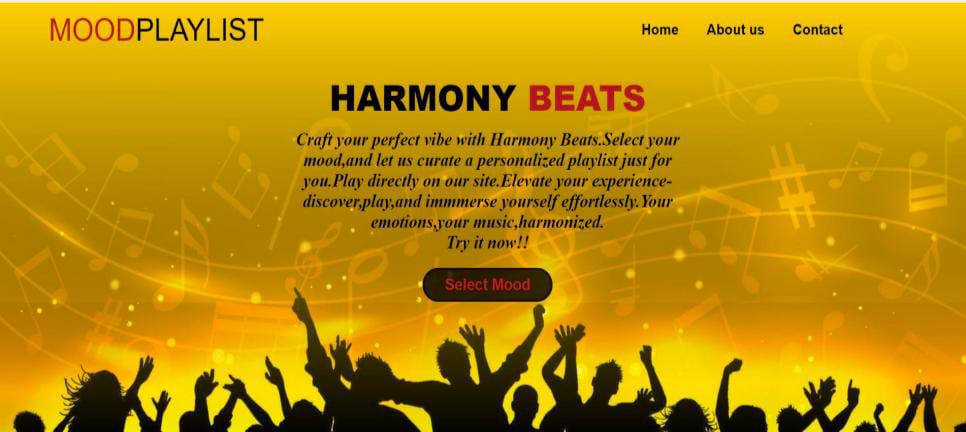 MOODPLAYLIST
Home About us Contact
HARMONY BEATS
Craft your perfect vibe with Harmony Beats.Select your
mood,and let us curate a personalized playlist just for
you.Play directly on our site.Elevate your experience-
discover,play,and immmerse yourself effortlessly.Your
emotions,your music,harmonized.
Try it now!!
Select Mood